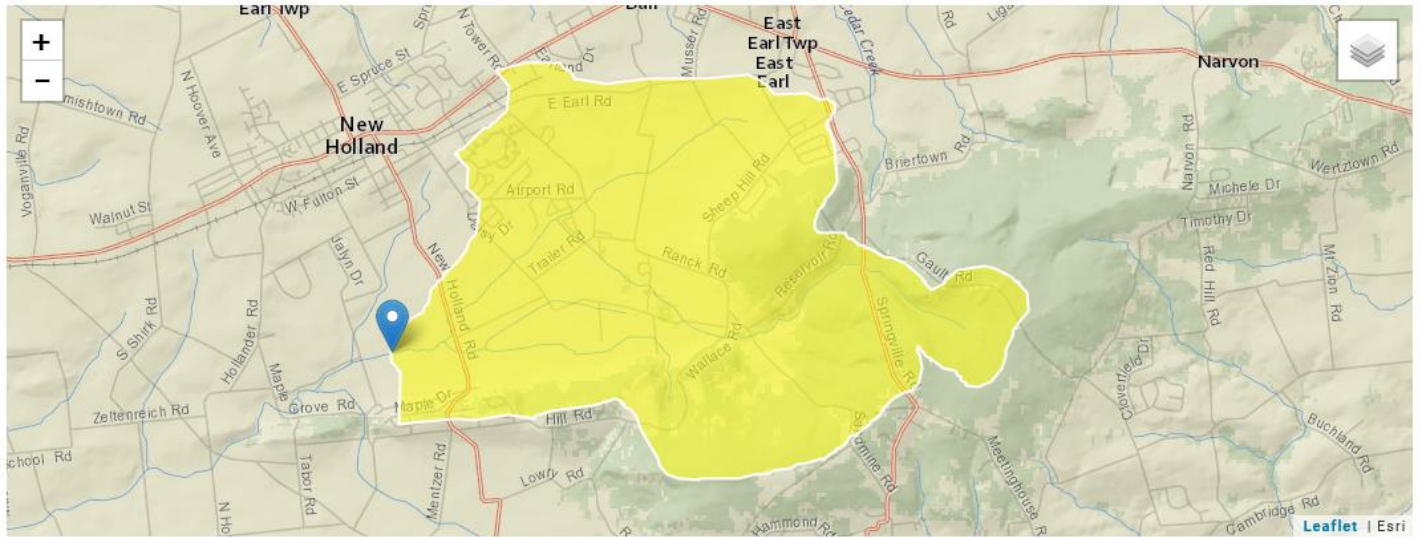 Earl Twp
Ball
East
Earl Twp
East
Earl
Cedar Creek
Rd
Narvon
N Tower Rd
Musser Rd
E Spruce St
N Hoover Ave
E Earl Rd
New
Holland
Voganville Rd
Walnut St
W Fulton St
Airport Rd
Sheep Hill Rd
Briertown Rd
Narvon Rd
Wertztown Rd
Michele Dr
Timothy Dr
Jalyn Dr
New Holland Rd
Trailer Rd
Ranck Rd
Reservoir Rd
Gault Rd
Red Hill Rd
Mt Zion Rd
S Shirk Rd
Hollander Rd
Springville Rd
Wallace Rd
Cloverfield Dr
Maple Grove Rd
Maple Dr
Zeltenreich Rd
Hill Rd
Buchland Rd
Tabor Rd
Mentzer Rd
Lowry Rd
Meetinghouse R
N Ho
Hammond Rd
Cambridge Rd
+
−
Leaflet | Esri